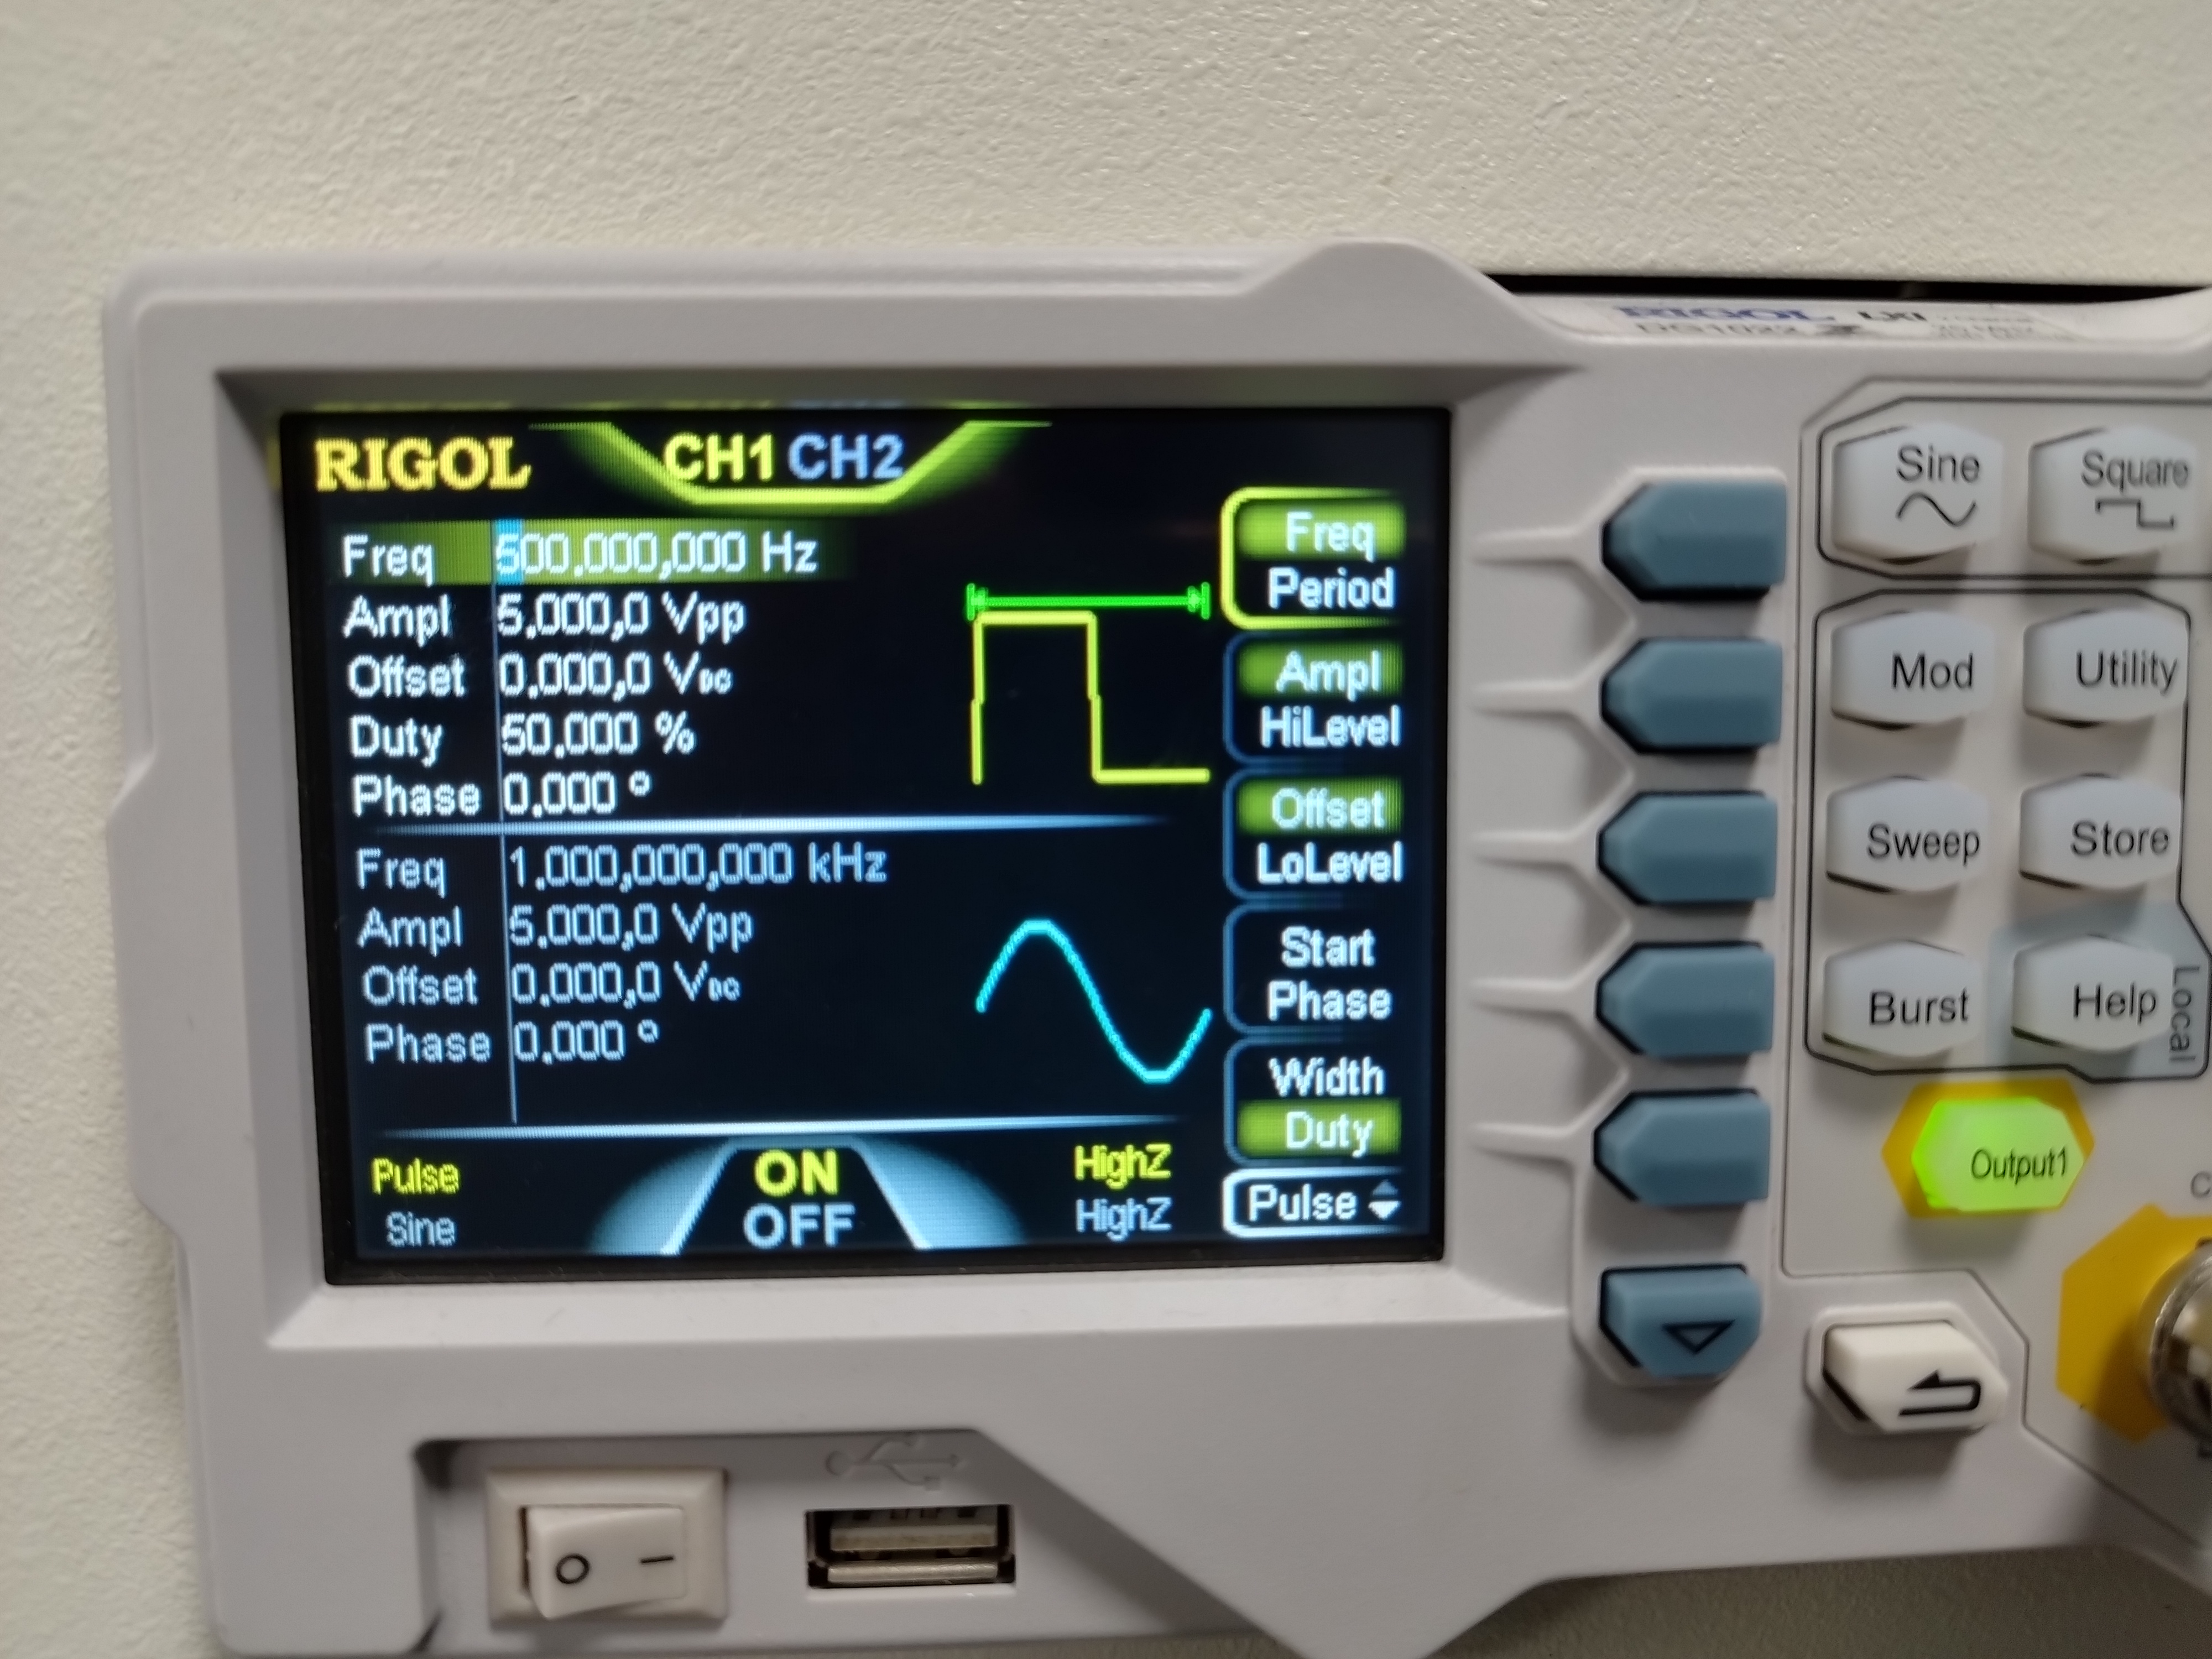 RIGOL LXI
DG1022 Z
RIGOL
CH1 CH2
Freq 500.000,000 Hz
Ampl 5.000,0 Vpp
Offset 0.000,0 VDC
Duty 50.000 %
Phase 0.000 °
Freq 1.000,000,000 kHz
Ampl 5.000,0 Vpp
Offset 0.000,0 VDC
Phase 0.000 °
Pulse ON HighZ
Sine OFF HighZ
Freq
Period
Ampl
HiLevel
Offset
LoLevel
Start
Phase
Width
Duty
Pulse
Sine
Square
Mod
Utility
Sweep
Store
Burst
Help
Local
Output1
C
O I